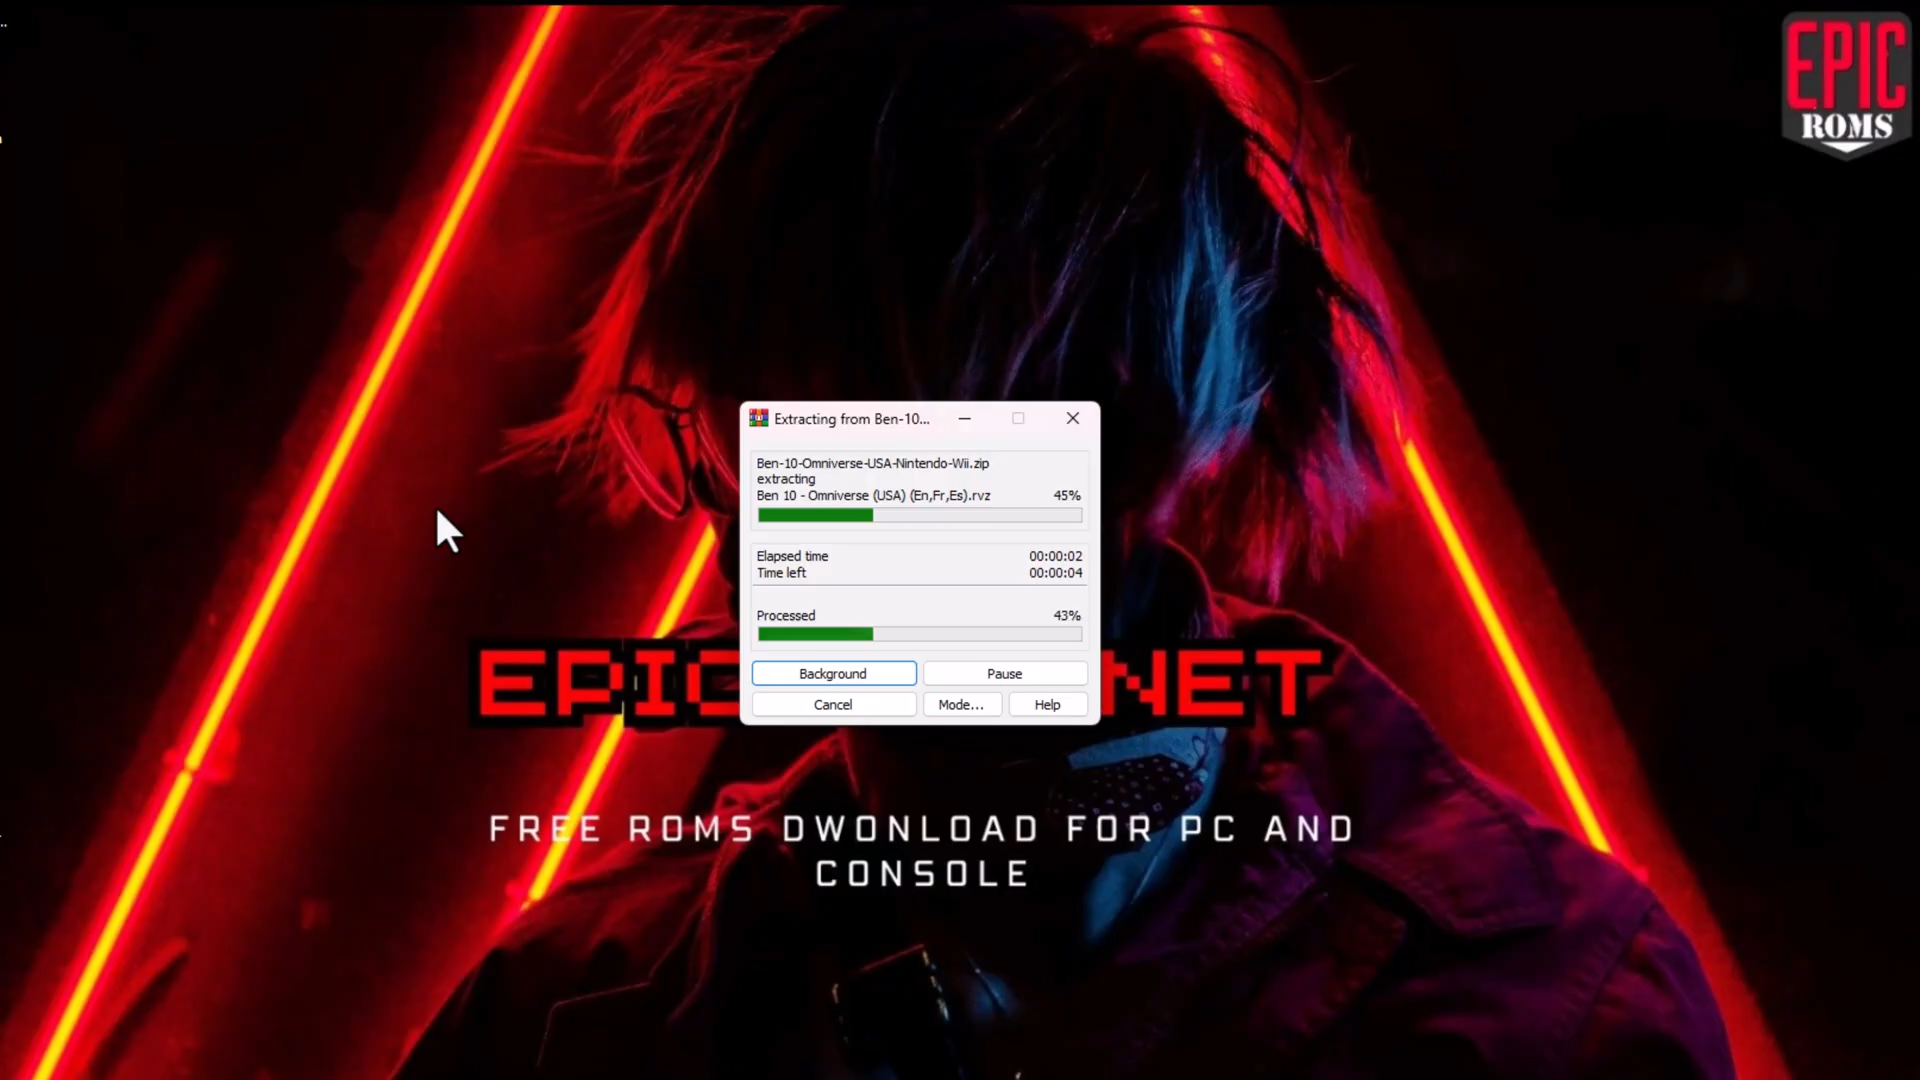 EPIC
ROMS
Extracting from Ben-10...
Ben-10-Omniverse-USA-Nintendo-Wii.zip
extracting
Ben 10 - Omniverse (USA) (En,Fr,Es).rvz 45%
Elapsed time 00:00:02
Time left 00:00:04
Processed 43%
Background Pause
Cancel Mode... Help
EPIC NET
FREE ROMS DWONLOAD FOR PC AND
CONSOLE